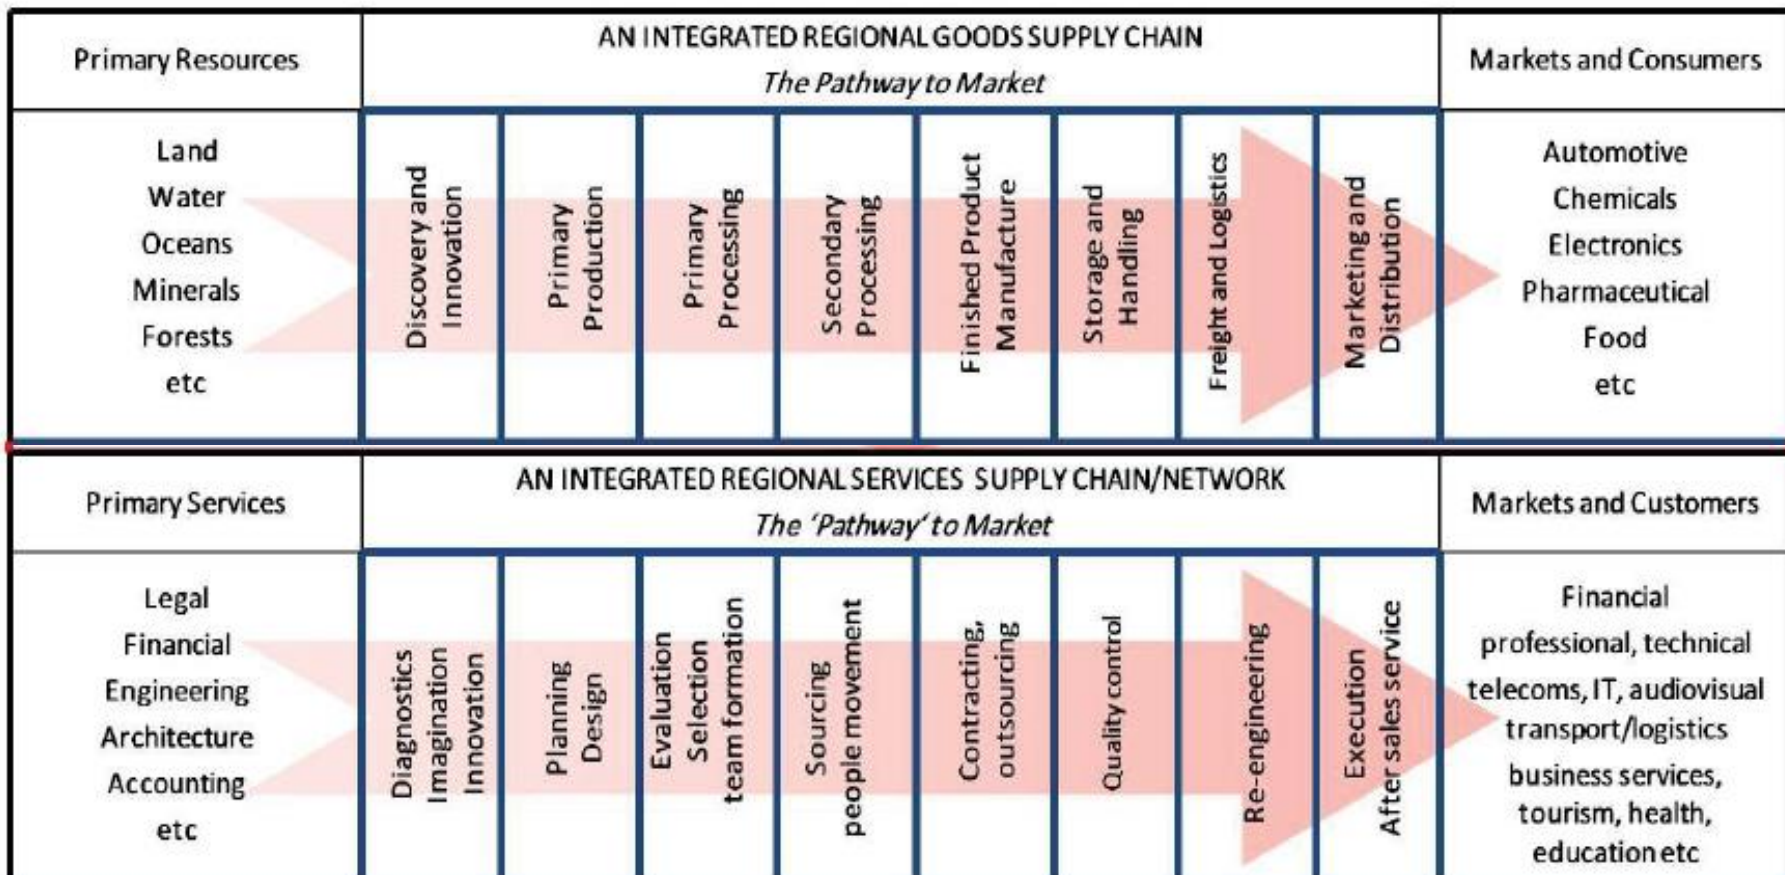 Primary Resources
AN INTEGRATED REGIONAL GOODS SUPPLY CHAIN
The Pathway to Market
Markets and Consumers
Land
Water
Oceans
Minerals
Forests
etc
Discovery and
Innovation
Primary
Production
Primary
Processing
Secondary
Processing
Finished Product
Manufacture
Storage and
Handling
Freight and Logistics
Marketing and
Distribution
Automotive
Chemicals
Electronics
Pharmaceutical
Food
etc
Primary Services
AN INTEGRATED REGIONAL SERVICES SUPPLY CHAIN/NETWORK
The ‘Pathway’ to Market
Markets and Customers
Legal
Financial
Engineering
Architecture
Accounting
etc
Diagnostics
Imagination
Innovation
Planning
Design
Evaluation
Selection
team formation
Sourcing
people movement
Contracting,
outsourcing
Quality control
Re-engineering
Execution
After sales service
Financial
professional, technical
telecoms, IT, audiovisual
transport/logistics
business services,
tourism, health,
education etc